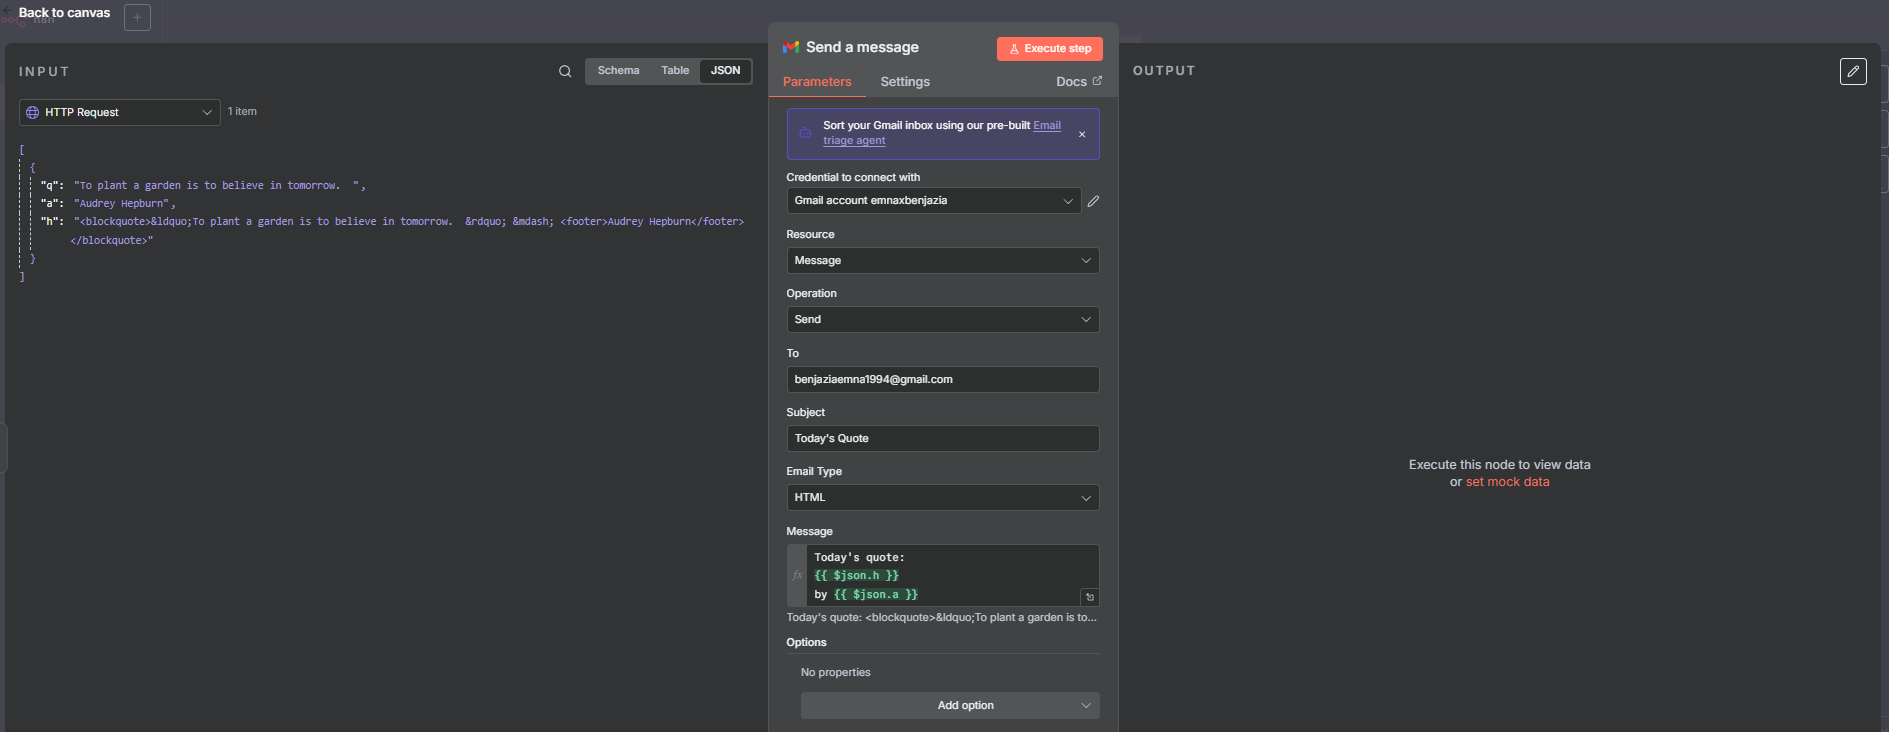 Back to canvas
n8n
INPUT
Schema Table JSON
HTTP Request
1 item
[
{
"q": "To plant a garden is to believe in tomorrow.  ",
"a": "Audrey Hepburn",
"h": "<blockquote>&ldquo;To plant a garden is to believe in tomorrow.  &rdquo; &mdash; <footer>Audrey Hepburn</footer>
</blockquote>"
}
]
Send a message
Execute step
Parameters Settings Docs
Sort your Gmail inbox using our pre-built Email
triage agent
Credential to connect with
Gmail account emnaxbenjazia
Resource
Message
Operation
Send
To
benjaziaemna1994@gmail.com
Subject
Today's Quote
Email Type
HTML
Message
fx
Today's quote:
{{ $json.h }}
by {{ $json.a }}
Today's quote: <blockquote>&ldquo;To plant a garden is to...
Options
No properties
Add option
OUTPUT
Execute this node to view data
or set mock data